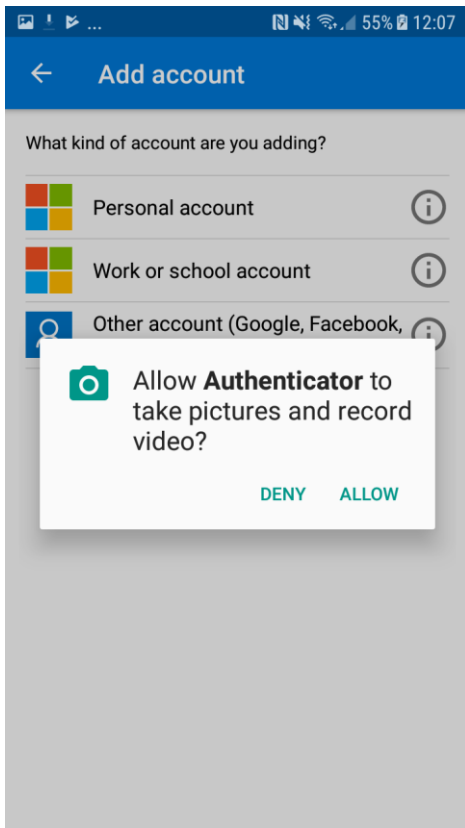 ... 55% 12:07
Add account
What kind of account are you adding?
Personal account
Work or school account
Other account (Google, Facebook,
Allow Authenticator to
take pictures and record
video?
DENY ALLOW